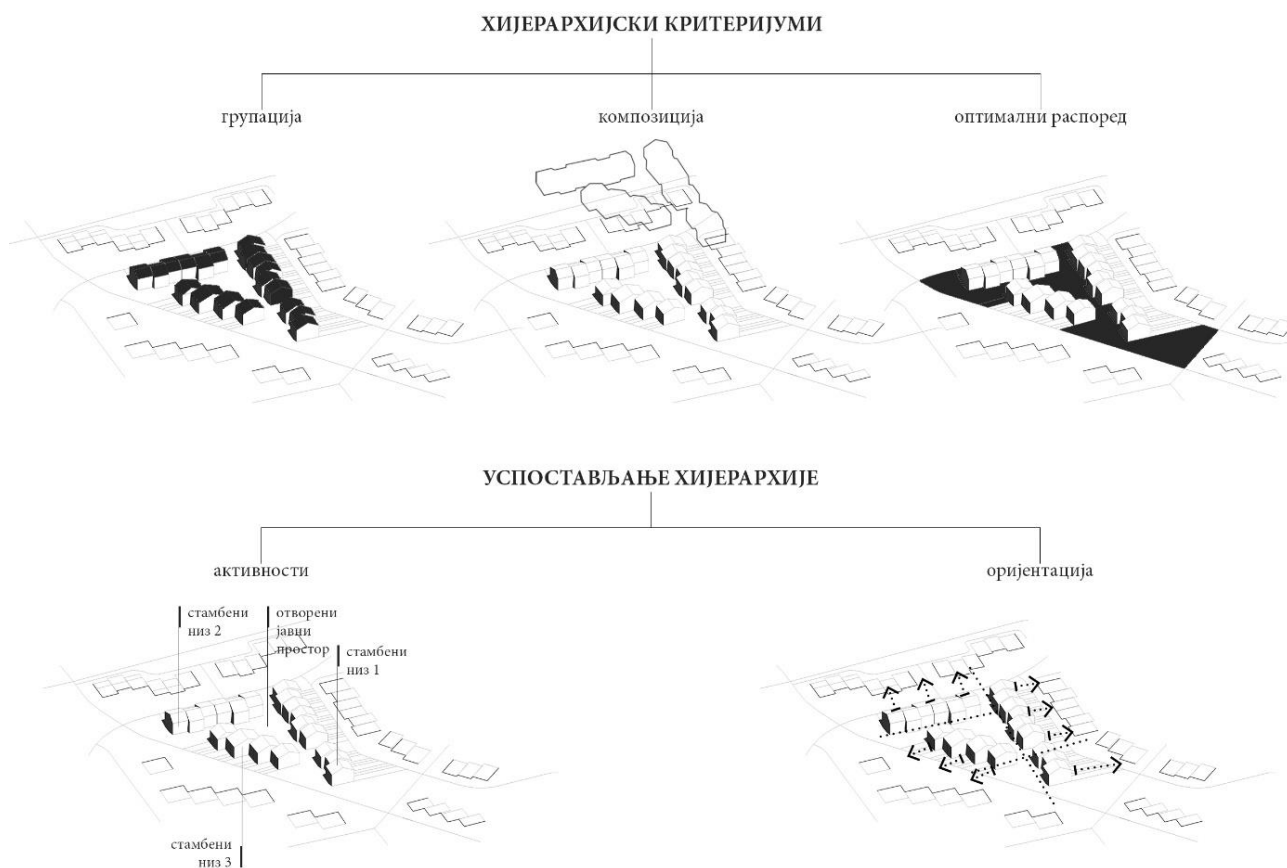 ХИЈЕРАРХИЈСКИ КРИТЕРИЈУМИ
групација
композиција
оптимални распоред
УСПОСТАВЉАЊЕ ХИЈЕРАРХИЈЕ
активности
оријентација
стамбени
низ 2
отворени
јавни
простор
стамбени
низ 1
стамбени
низ 3